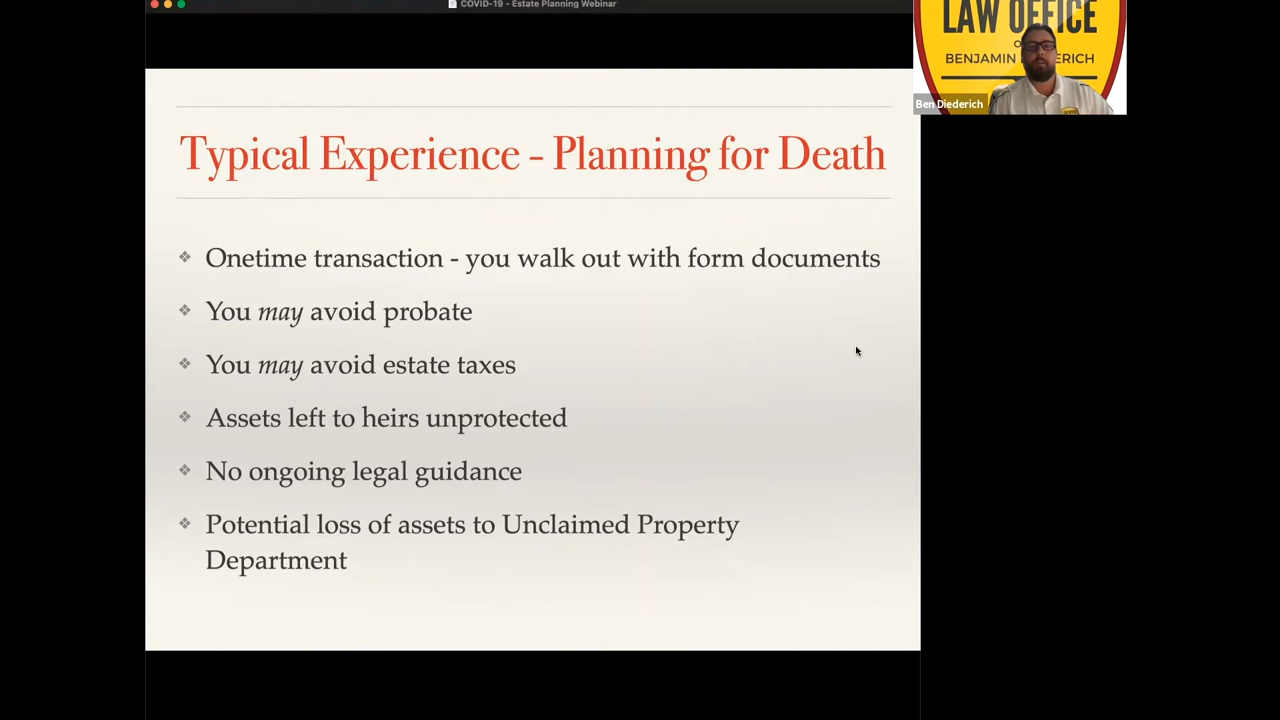 COVID-19 - Estate Planning Webinar
LAW OFFICE
BENJAMIN
ERICH
Ben Diederich
Typical Experience - Planning for Death
❖ Onetime transaction - you walk out with form documents
❖ You may avoid probate
❖ You may avoid estate taxes
❖ Assets left to heirs unprotected
❖ No ongoing legal guidance
❖ Potential loss of assets to Unclaimed Property
Department